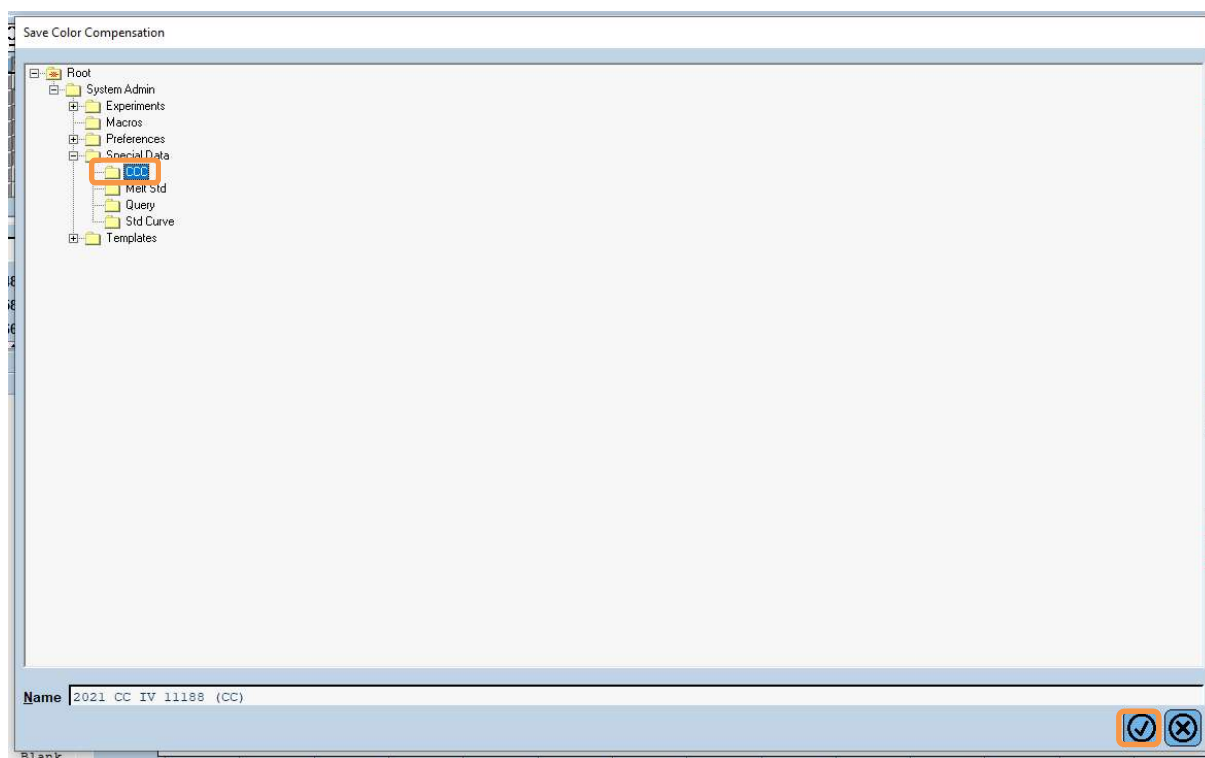 Save Color Compensation
Root
System Admin
Experiments
Macros
Preferences
Special Data
CCC
Melt Std
Query
Std Curve
Templates
Name 2021 CC IV 11188 (CC)
Blank